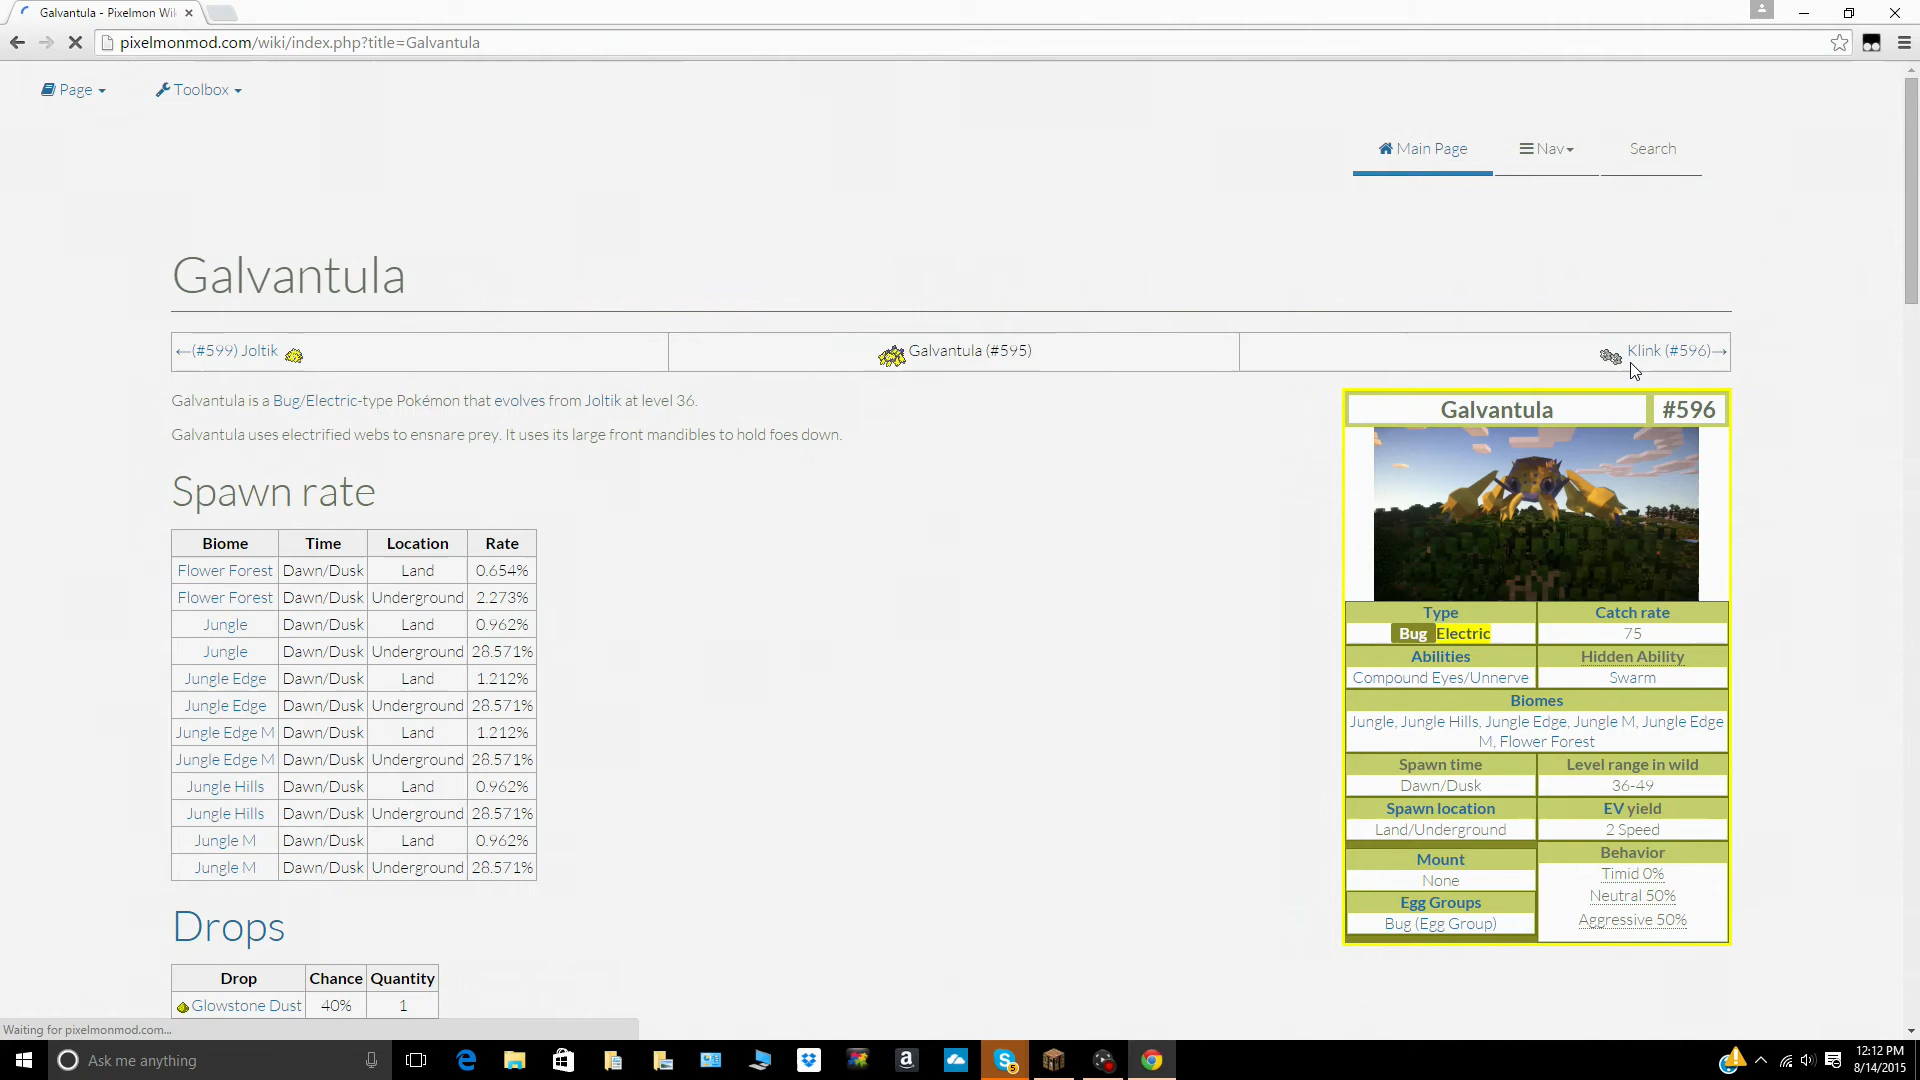 Galvantula - Pixelmon Wi
pixelmonmod.com/wiki/index.php?title=Galvantula
Page
Toolbox
Main Page
Nav
Search
Galvantula
←(#599) Joltik
Galvantula (#595)
Klink (#596)→
Galvantula is a Bug/Electric-type Pokémon that evolves from Joltik at level 36.
Galvantula uses electrified webs to ensnare prey. It uses its large front mandibles to hold foes down.
Spawn rate
Biome Time Location Rate
Flower Forest Dawn/Dusk Land 0.654%
Flower Forest Dawn/Dusk Underground 2.273%
Jungle Dawn/Dusk Land 0.962%
Jungle Dawn/Dusk Underground 28.571%
Jungle Edge Dawn/Dusk Land 1.212%
Jungle Edge Dawn/Dusk Underground 28.571%
Jungle Edge M Dawn/Dusk Land 1.212%
Jungle Edge M Dawn/Dusk Underground 28.571%
Jungle Hills Dawn/Dusk Land 0.962%
Jungle Hills Dawn/Dusk Underground 28.571%
Jungle M Dawn/Dusk Land 0.962%
Jungle M Dawn/Dusk Underground 28.571%
Drops
Drop Chance Quantity
Glowstone Dust 40% 1
Galvantula #596
Type Catch rate
Bug Electric 75
Abilities Hidden Ability
Compound Eyes/Unnerve Swarm
Biomes
Jungle, Jungle Hills, Jungle Edge, Jungle M, Jungle Edge
M, Flower Forest
Spawn time Level range in wild
Dawn/Dusk 36-49
Spawn location EV yield
Land/Underground 2 Speed
Mount
None
Egg Groups
Bug (Egg Group)
Behavior
Timid 0%
Neutral 50%
Aggressive 50%
Waiting for pixelmonmod.com...
Ask me anything
5
12:12 PM
8/14/2015